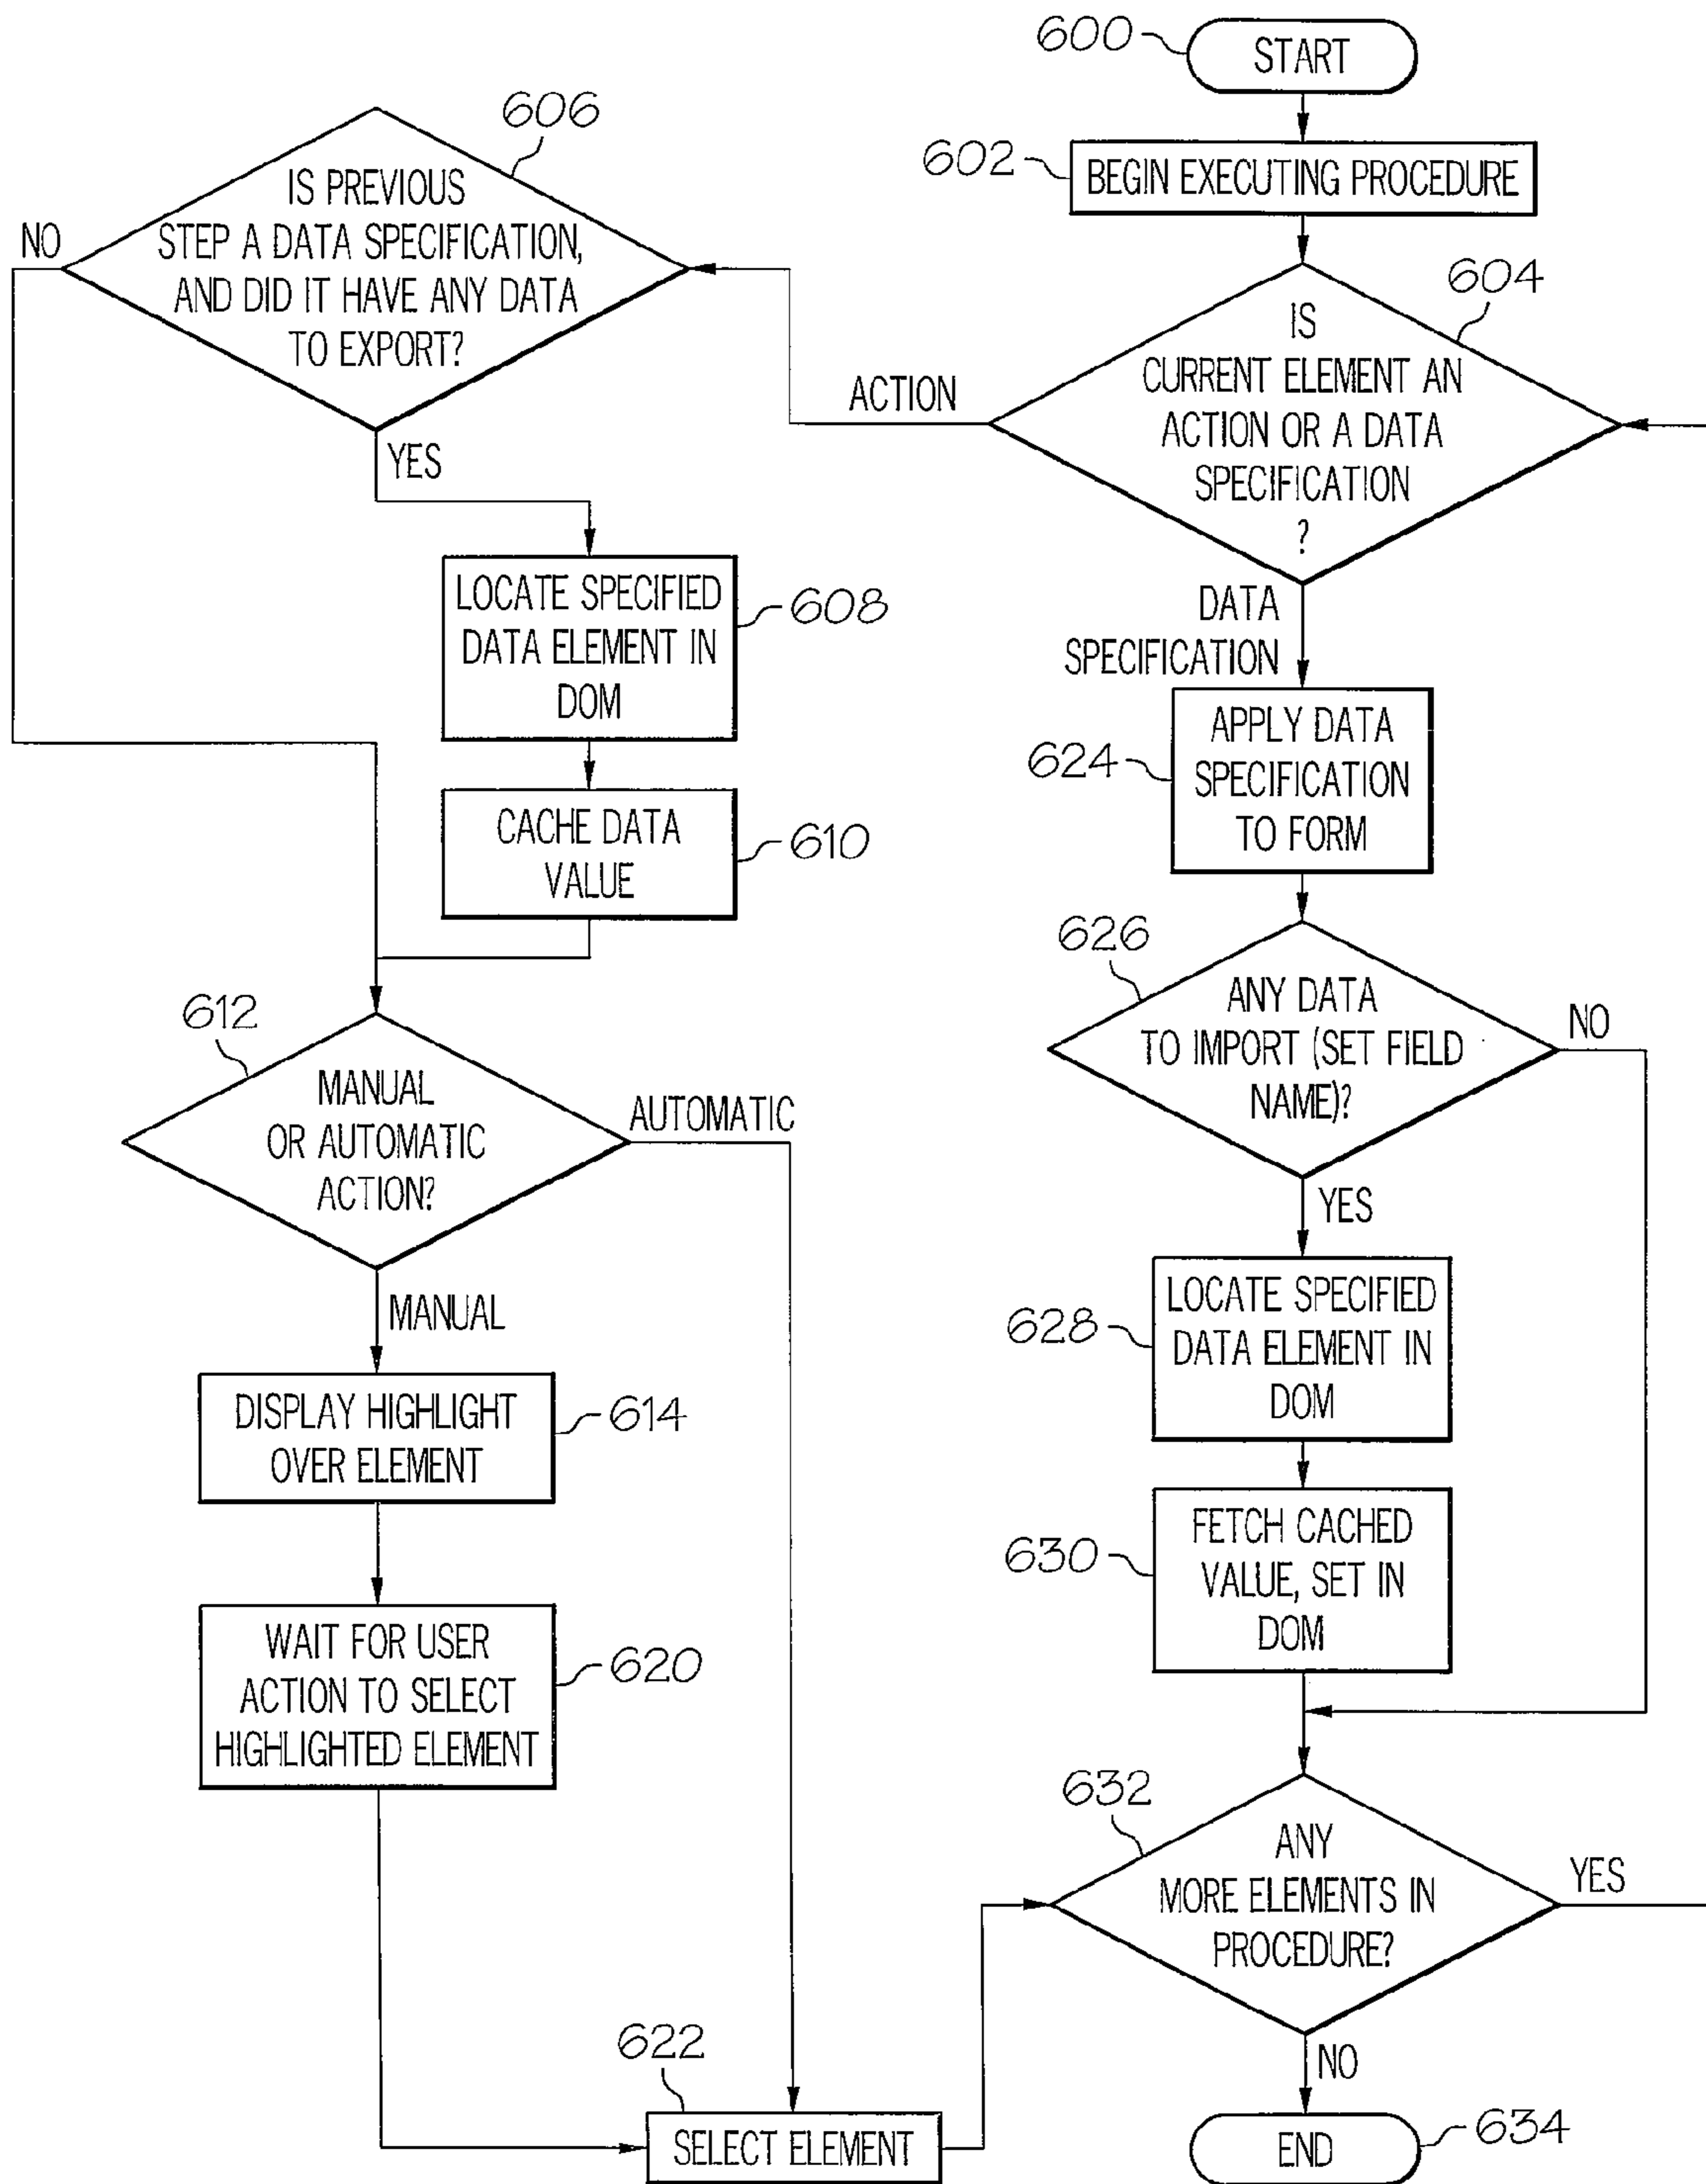 600
START
602
BEGIN EXECUTING PROCEDURE
604
IS
CURRENT ELEMENT AN
ACTION OR A DATA
SPECIFICATION
?
ACTION
DATA
SPECIFICATION
606
IS PREVIOUS
STEP A DATA SPECIFICATION,
AND DID IT HAVE ANY DATA
TO EXPORT?
NO
YES
LOCATE SPECIFIED
DATA ELEMENT IN
DOM
608
CACHE DATA
VALUE
610
612
MANUAL
OR AUTOMATIC
ACTION?
AUTOMATIC
MANUAL
DISPLAY HIGHLIGHT
OVER ELEMENT
614
WAIT FOR USER
ACTION TO SELECT
HIGHLIGHTED ELEMENT
620
622
SELECT ELEMENT
624
APPLY DATA
SPECIFICATION
TO FORM
626
ANY DATA
TO IMPORT (SET FIELD
NAME)?
NO
YES
628
LOCATE SPECIFIED
DATA ELEMENT IN
DOM
630
FETCH CACHED
VALUE, SET IN
DOM
632
ANY
MORE ELEMENTS IN
PROCEDURE?
YES
NO
END
634